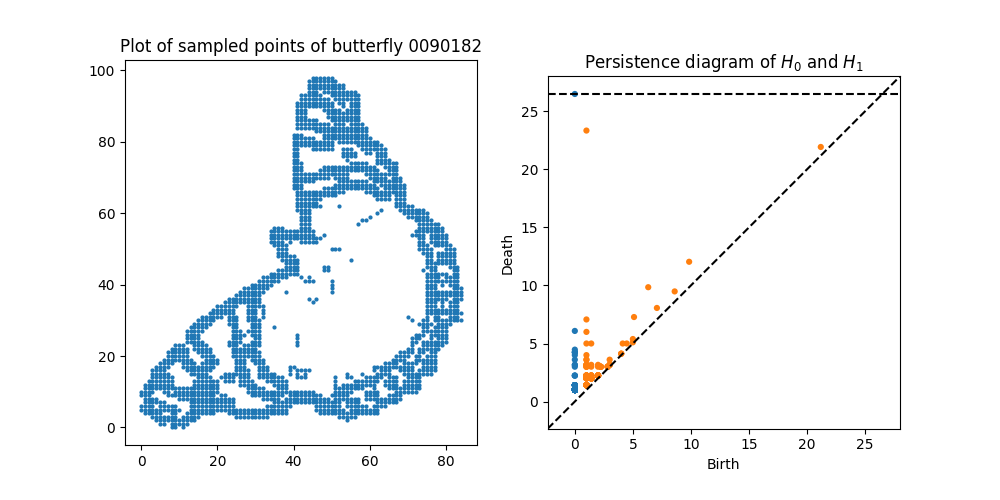 Plot of sampled points of butterfly 0090182
100
80
60
40
20
0
0 20 40 60 80
Persistence diagram of H₀ and H₁
25
20
15
10
5
0
Death
0 5 10 15 20 25
Birth